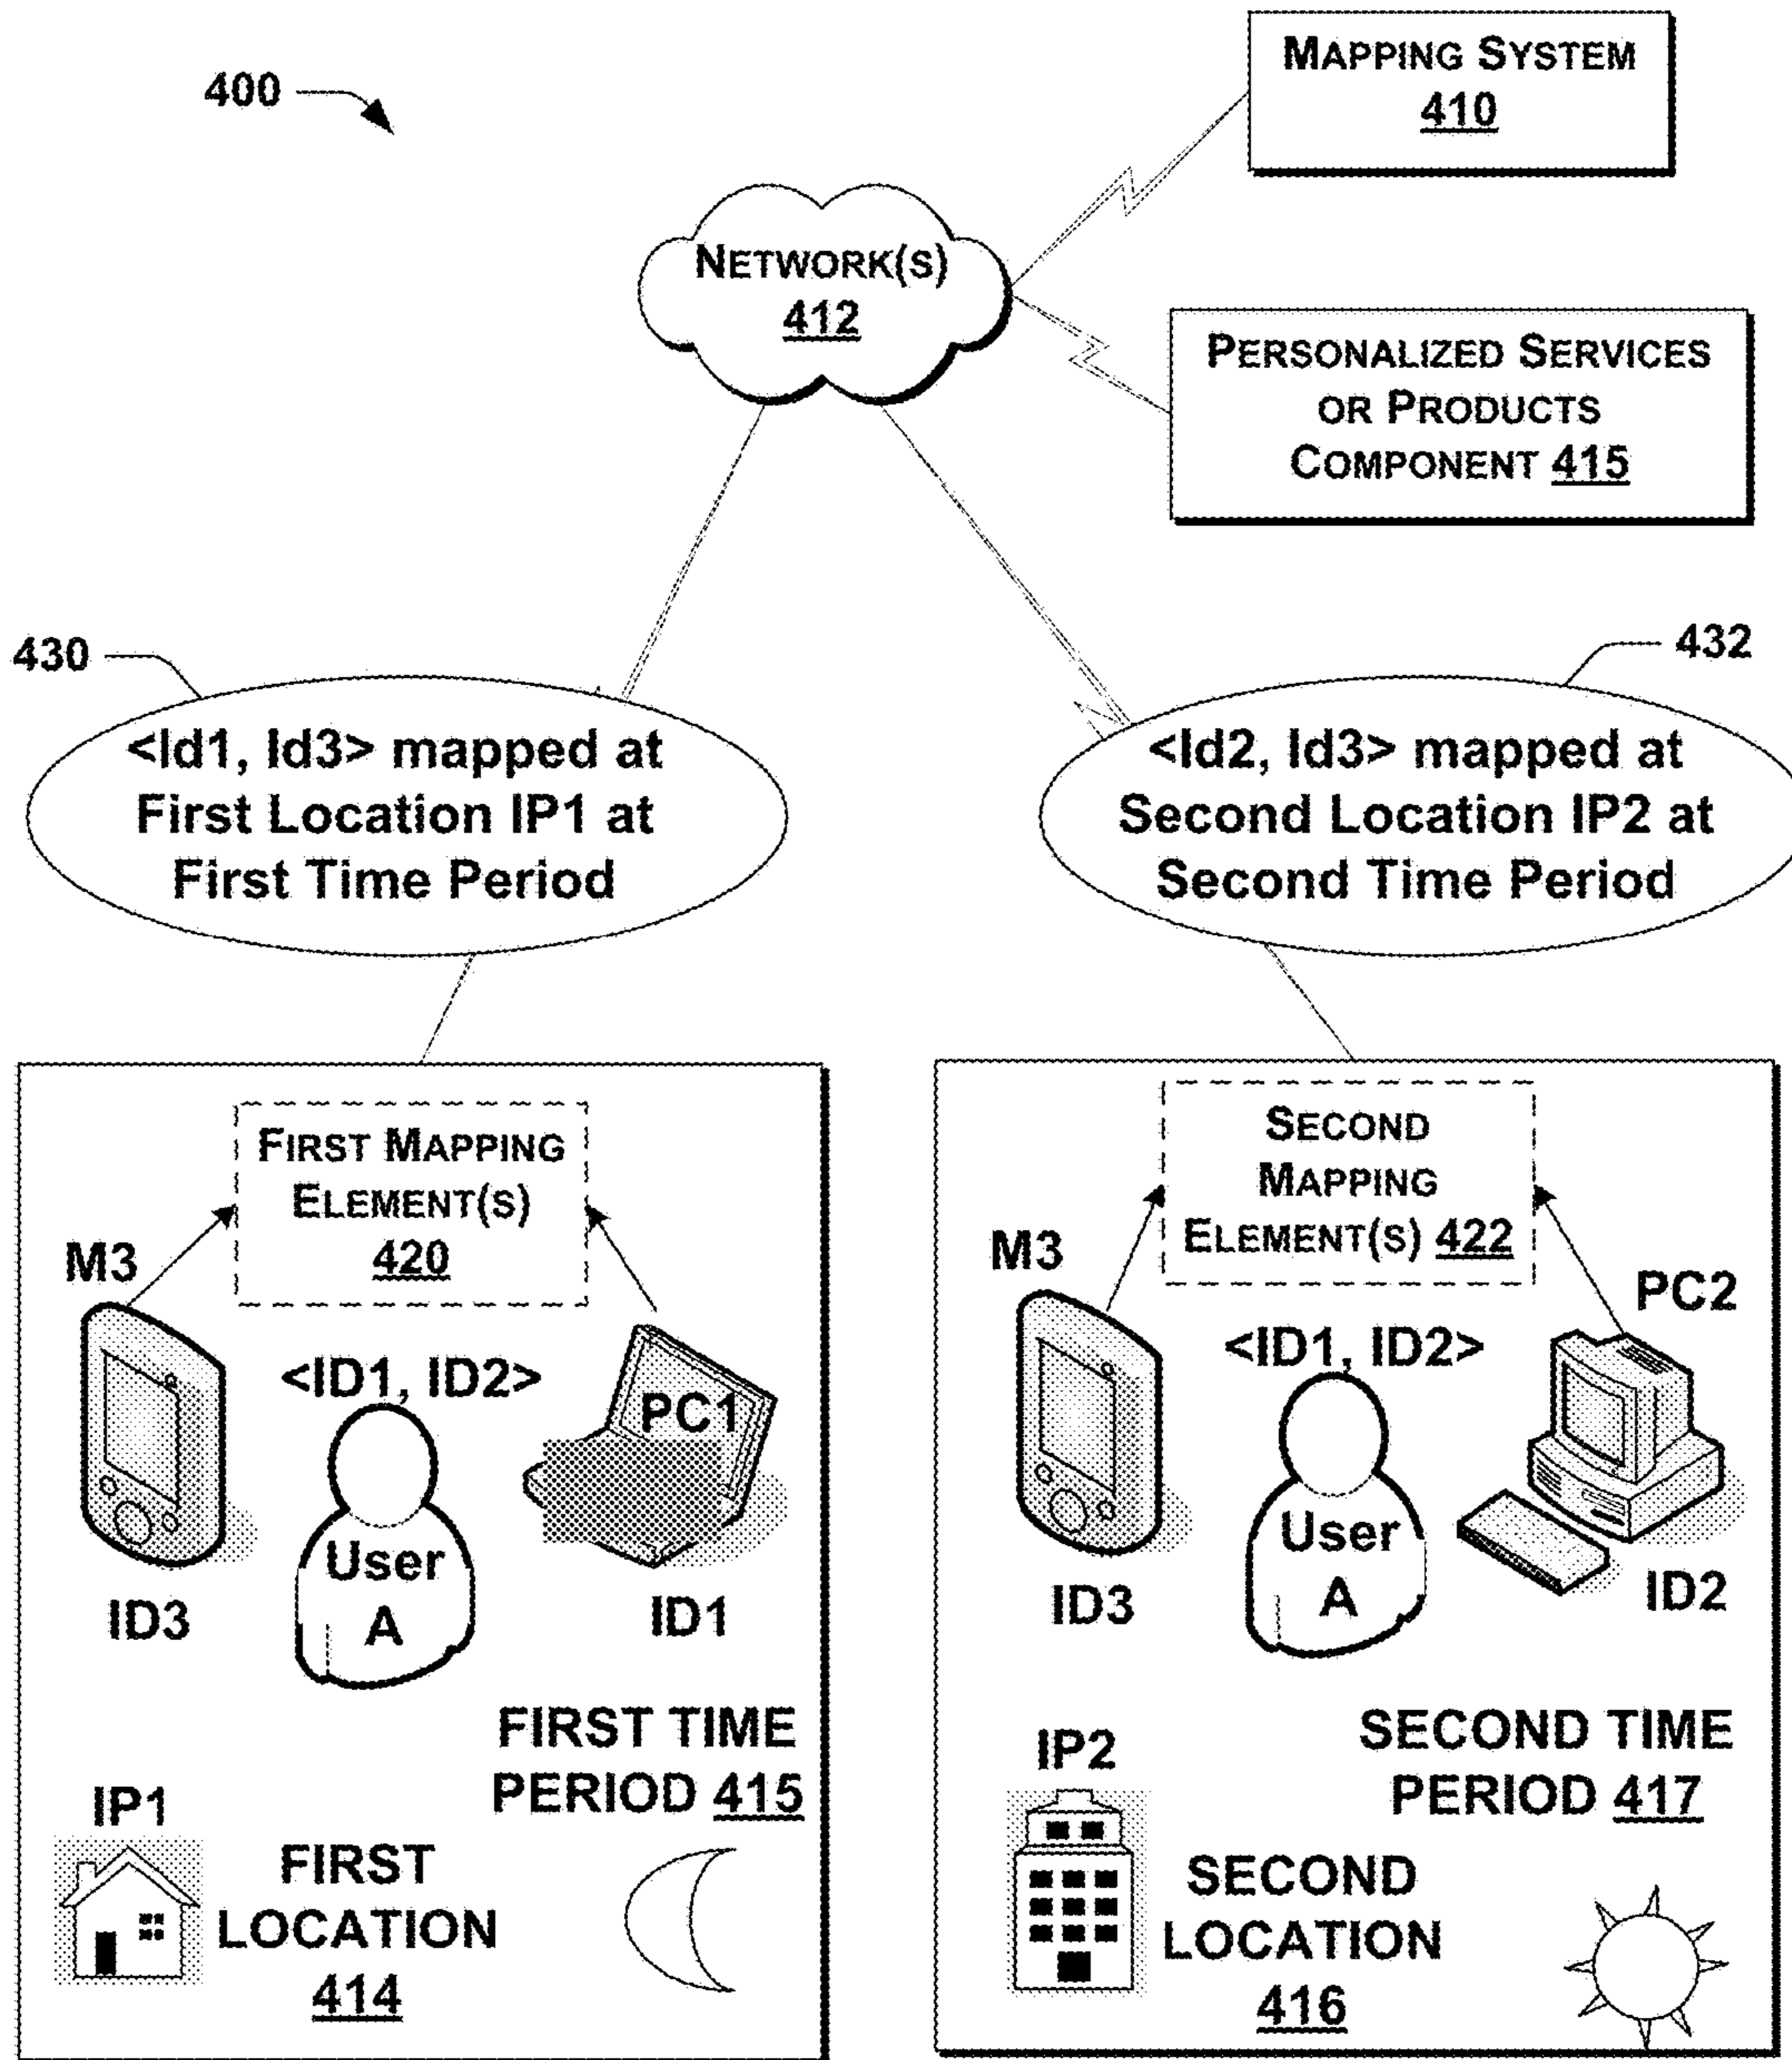 400
MAPPING SYSTEM
410
NETWORK(S)
412
PERSONALIZED SERVICES
OR PRODUCTS
COMPONENT 415
430
<Id1, Id3> mapped at
First Location IP1 at
First Time Period
432
<Id2, Id3> mapped at
Second Location IP2 at
Second Time Period
FIRST MAPPING
ELEMENT(S)
420
M3
<ID1, ID2>
PC1
User
A
ID3
ID1
FIRST TIME
PERIOD 415
IP1
FIRST
LOCATION
414
SECOND
MAPPING
ELEMENT(S) 422
M3
PC2
<ID1, ID2>
User
A
ID3
ID2
SECOND TIME
PERIOD 417
IP2
SECOND
LOCATION
416